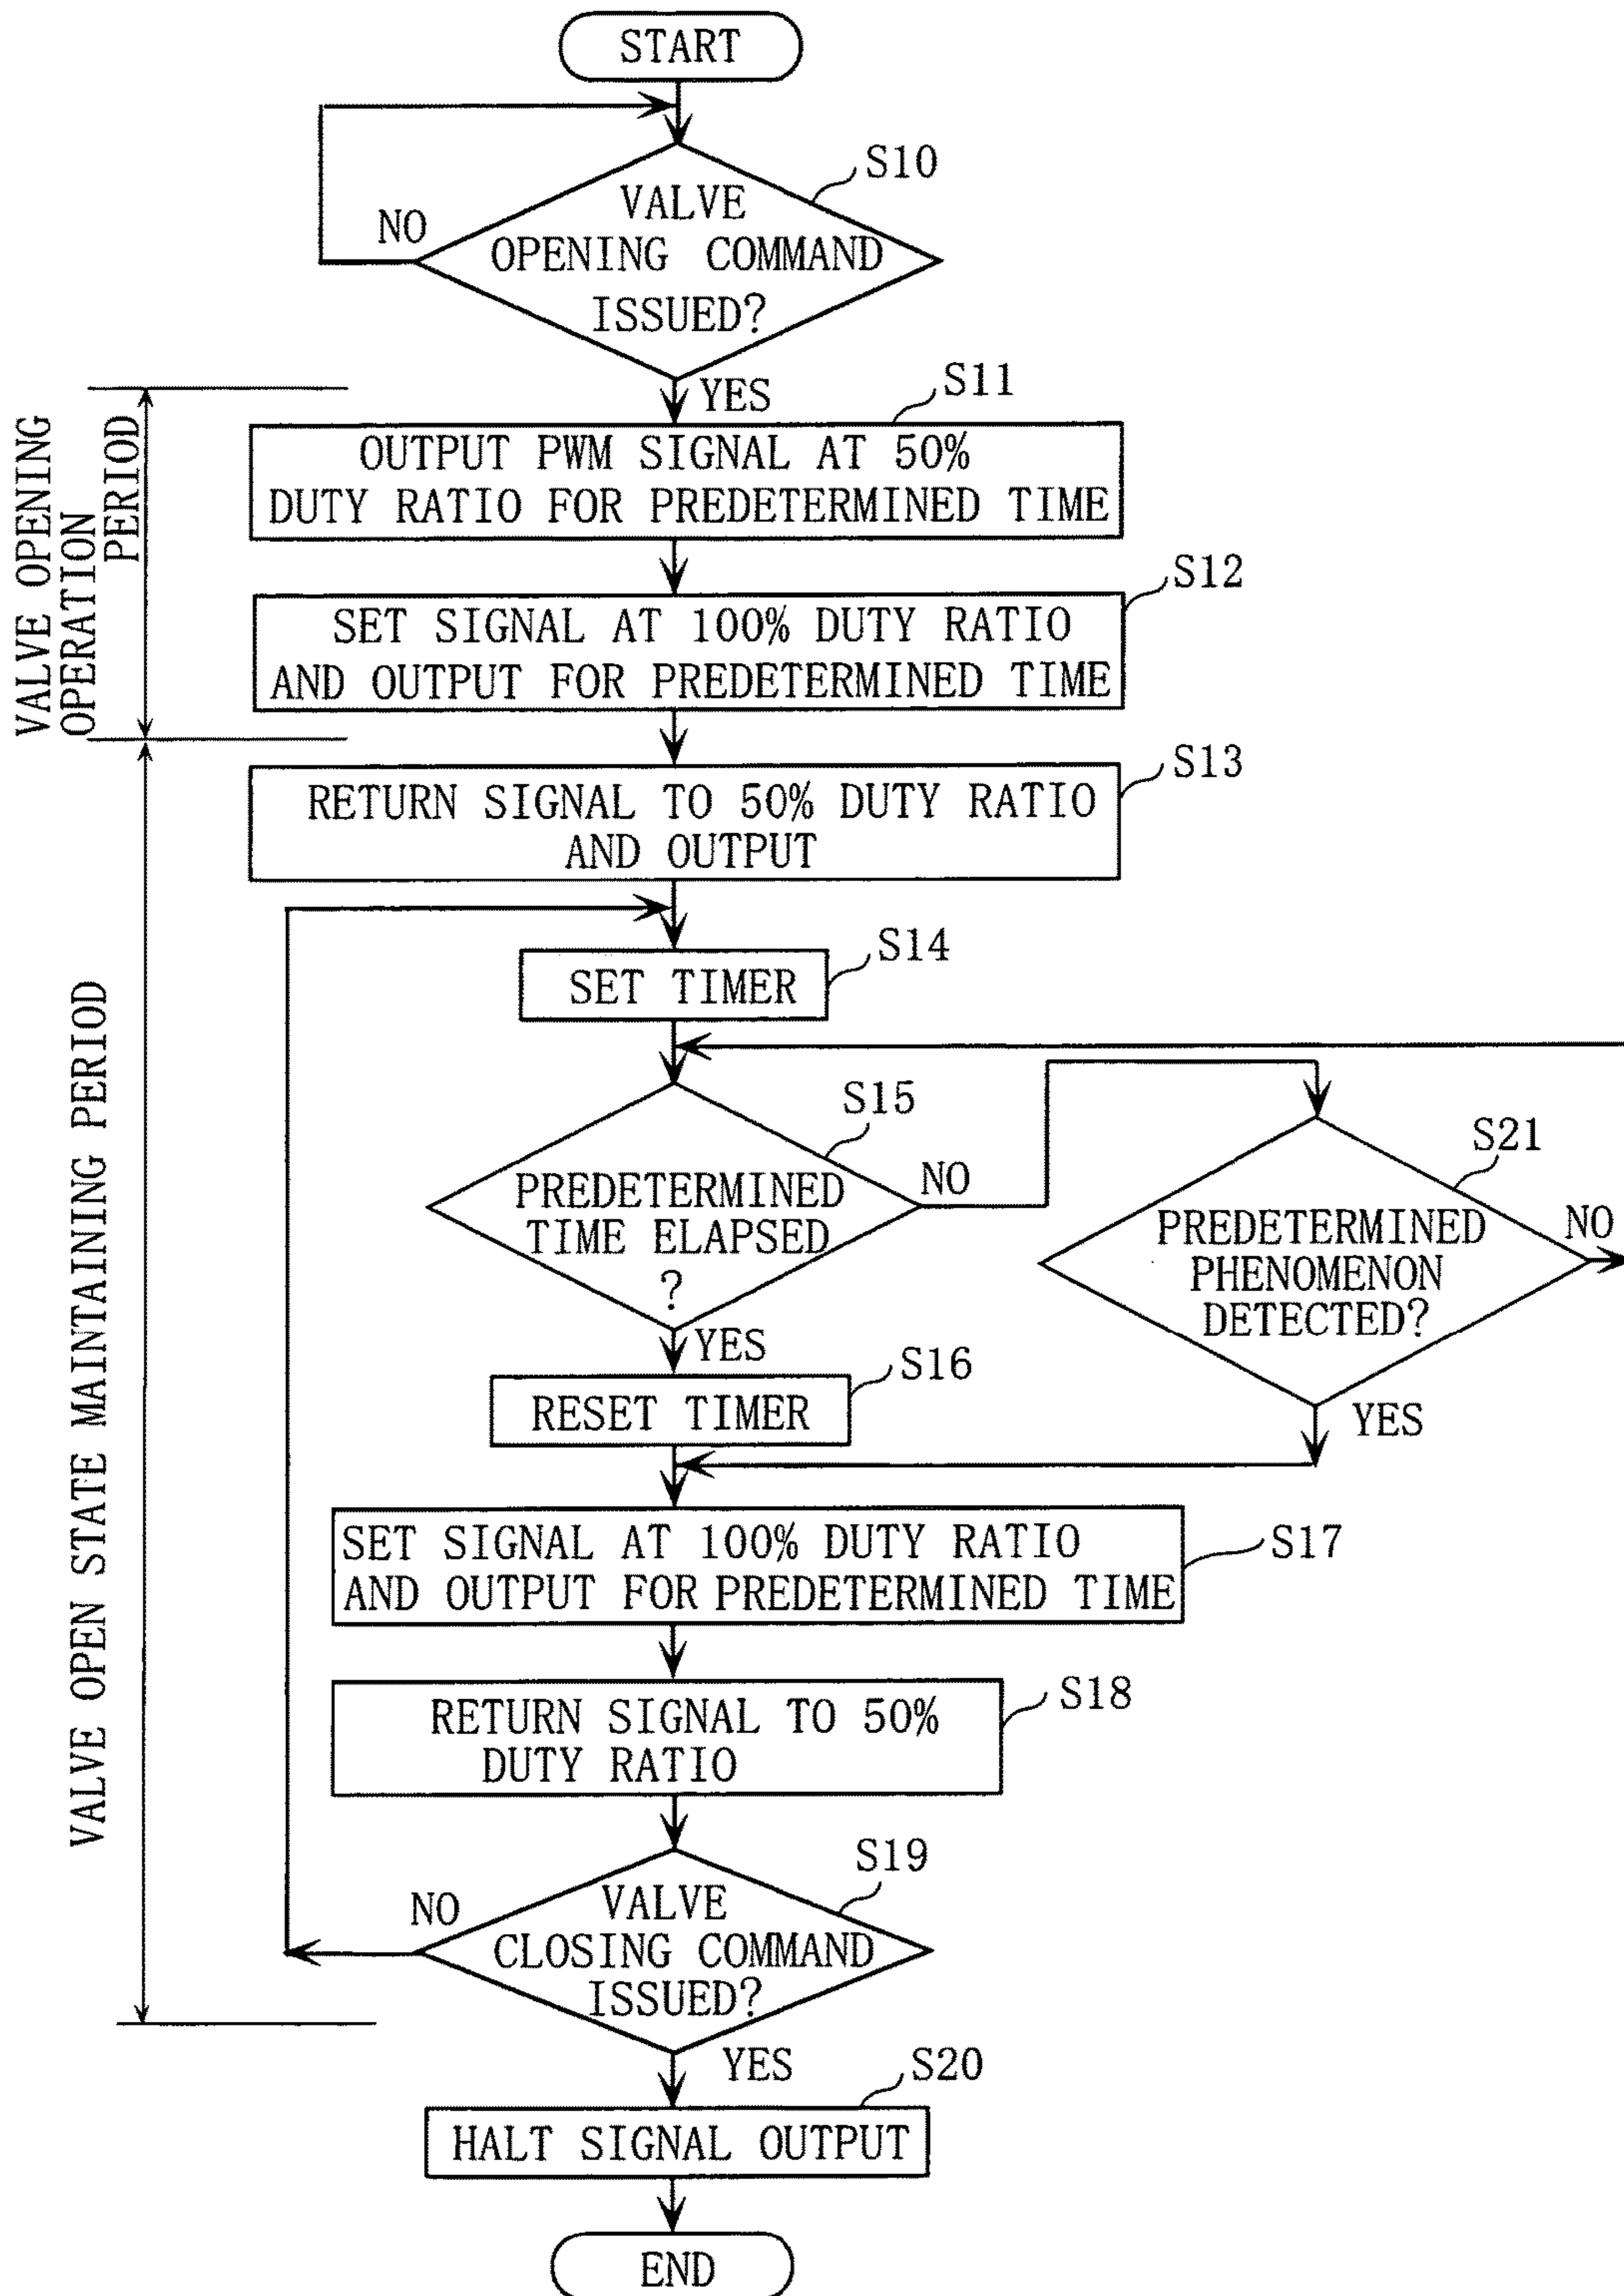 START
S10
NO
VALVE
OPENING COMMAND
ISSUED?
YES
VALVE OPENING
OPERATION
PERIOD
S11
OUTPUT PWM SIGNAL AT 50%
DUTY RATIO FOR PREDETERMINED TIME
S12
SET SIGNAL AT 100% DUTY RATIO
AND OUTPUT FOR PREDETERMINED TIME
S13
RETURN SIGNAL TO 50% DUTY RATIO
AND OUTPUT
VALVE OPEN STATE MAINTAINING PERIOD
S14
SET TIMER
S15
PREDETERMINED
TIME ELAPSED
?
NO
YES
S21
PREDETERMINED
PHENOMENON
DETECTED?
NO
YES
S16
RESET TIMER
S17
SET SIGNAL AT 100% DUTY RATIO
AND OUTPUT FOR PREDETERMINED TIME
S18
RETURN SIGNAL TO 50%
DUTY RATIO
S19
NO
VALVE
CLOSING COMMAND
ISSUED?
YES
S20
HALT SIGNAL OUTPUT
END